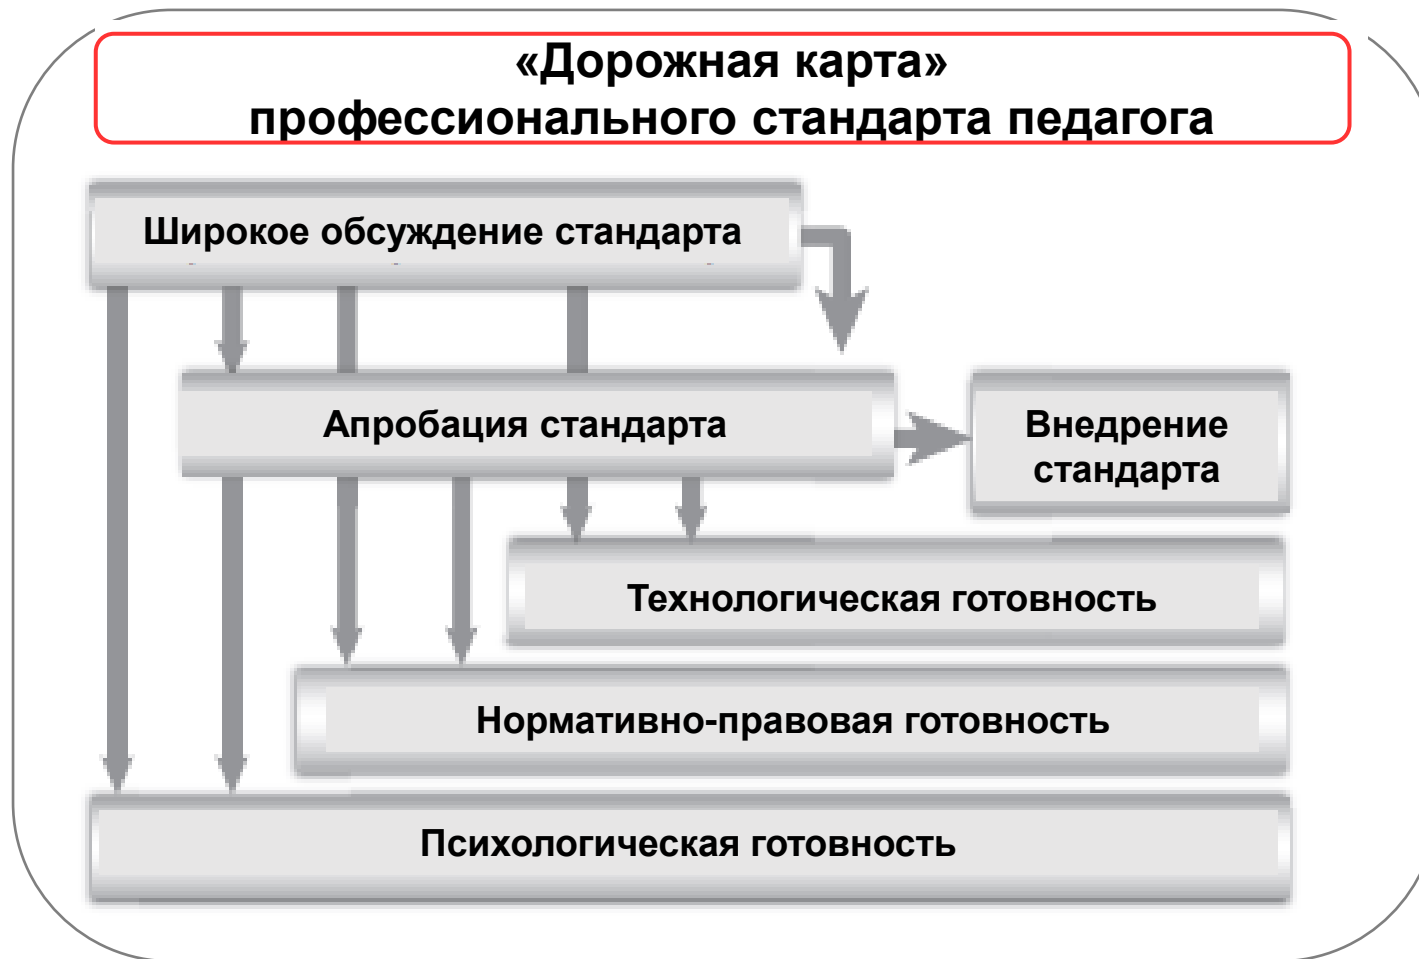 «Дорожная карта»
профессионального стандарта педагога
Широкое обсуждение стандарта
Апробация стандарта
Внедрение
стандарта
Технологическая готовность
Нормативно-правовая готовность
Психологическая готовность